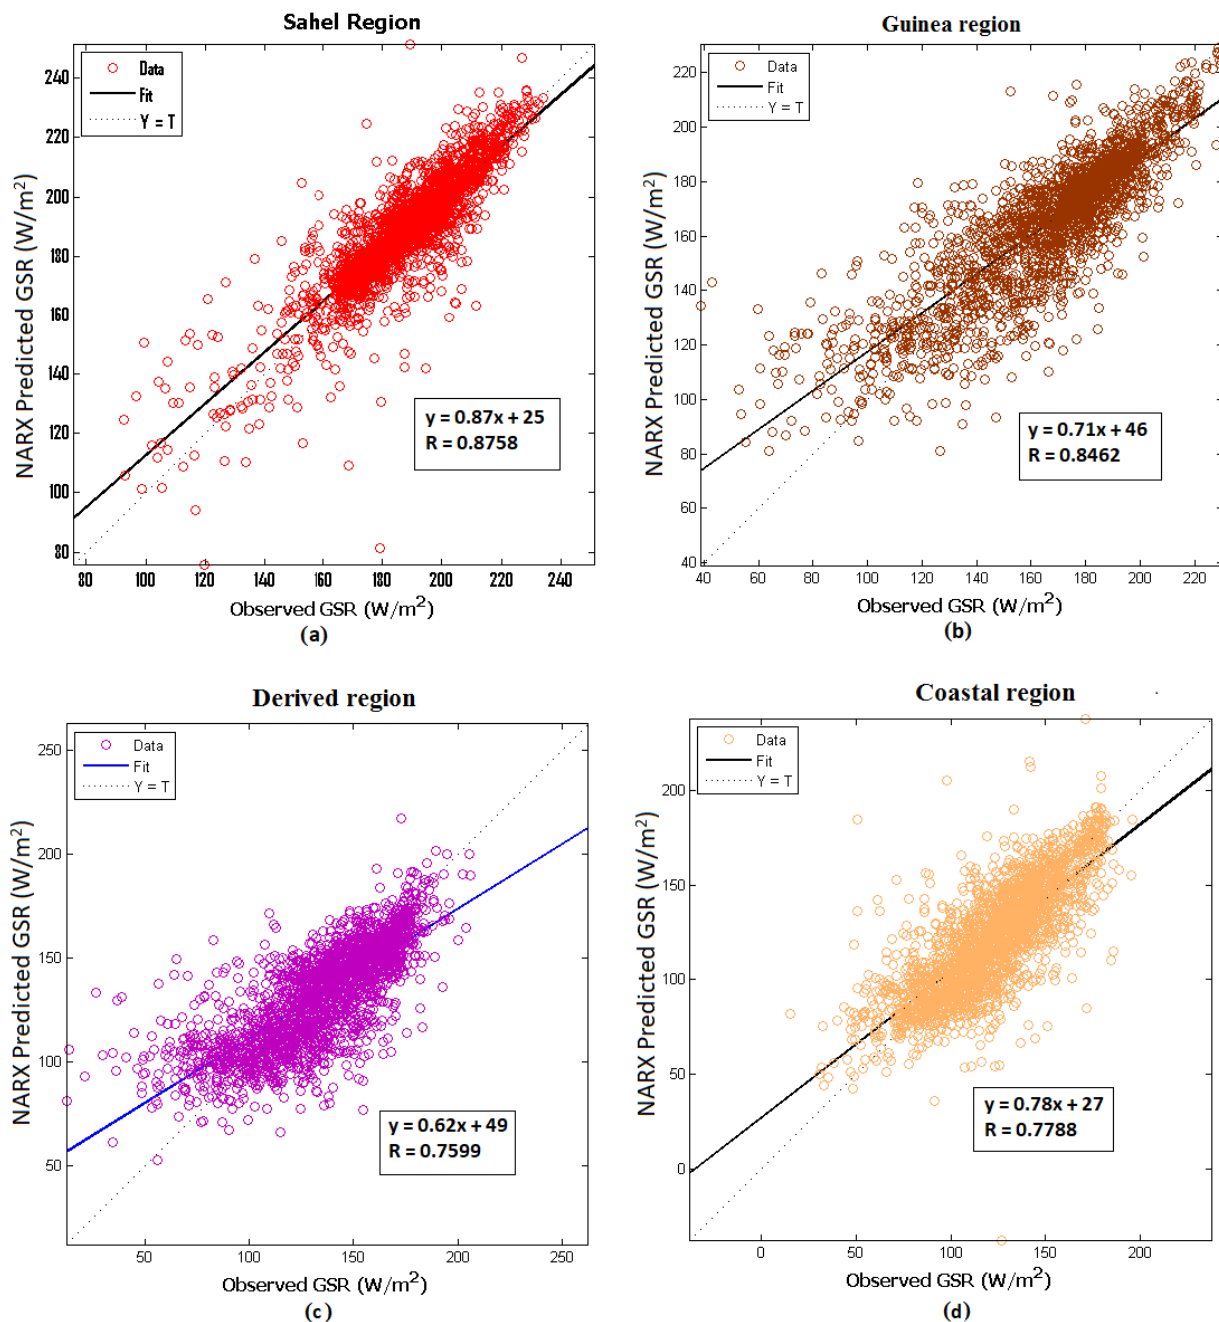 Sahel Region
Data
Fit
Y = T
NARX Predicted GSR (W/m²)
240
220
200
180
160
140
120
100
80
80 100 120 140 160 180 200 220 240
y = 0.87x + 25
R = 0.8758
Observed GSR (W/m²)
(a)
Guinea region
Data
Fit
Y = T
NARX Predicted GSR (W/m²)
220
200
180
160
140
120
100
80
60
40
40 60 80 100 120 140 160 180 200 220
y = 0.71x + 46
R = 0.8462
Observed GSR (W/m²)
(b)
Derived region
Data
Fit
Y = T
NARX Predicted GSR (W/m²)
250
200
150
100
50
50 100 150 200 250
y = 0.62x + 49
R = 0.7599
Observed GSR (W/m²)
(c)
Coastal region
Data
Fit
Y = T
NARX Predicted GSR (W/m²)
200
150
100
50
0
0 50 100 150 200
y = 0.78x + 27
R = 0.7788
Observed GSR (W/m²)
(d)